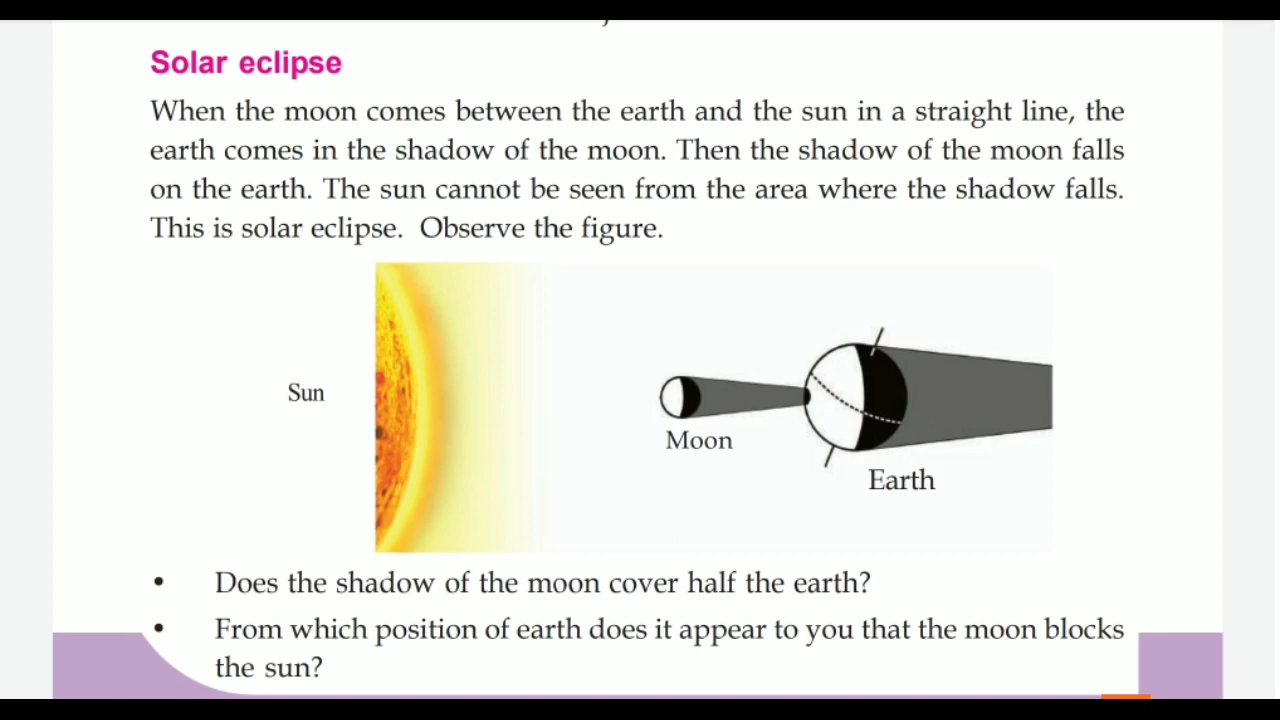 Solar eclipse
When the moon comes between the earth and the sun in a straight line, the
earth comes in the shadow of the moon. Then the shadow of the moon falls
on the earth. The sun cannot be seen from the area where the shadow falls.
This is solar eclipse. Observe the figure.
Sun
Moon
Earth
• Does the shadow of the moon cover half the earth?
• From which position of earth does it appear to you that the moon blocks
the sun?